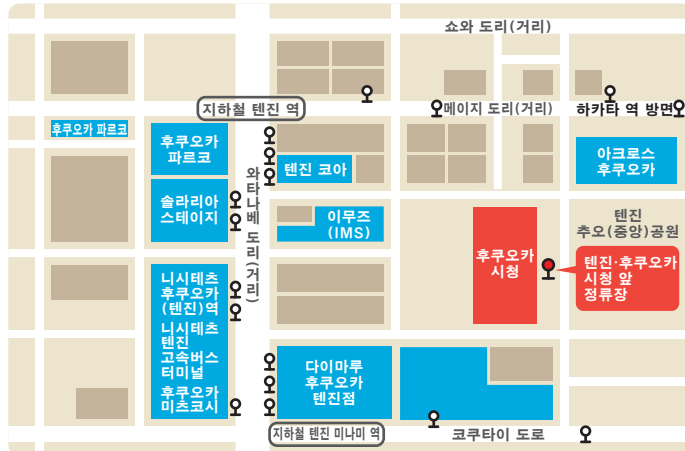 쇼와 도리(거리)
지하철 텐진 역
메이지 도리(거리)
하카타 역 방면
후쿠오카 파르코
후쿠오카
파르코
텐진 코아
아크로스
후쿠오카
와타나베 도리(거리)
솔라리아
스테이지
이무즈
(IMS)
텐진
추오(중앙)공원
후쿠오카
시청
텐진·후쿠오카
시청 앞
정류장
니시테츠
후쿠오카
(텐진)역
니시테츠
텐진
고속버스
터미널
후쿠오카
미츠코시
다이마루
후쿠오카
텐진점
지하철 텐진 미나미 역
코쿠타이 도로